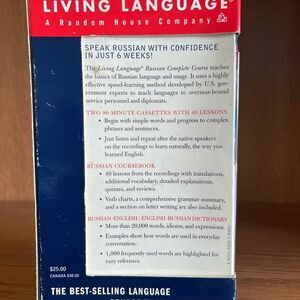 LIVING LANGUAGE®
A Random House Company
SPEAK RUSSIAN WITH CONFIDENCE
IN JUST 6 WEEKS!
The Living Language® Russian Complete Course teaches
the basics of Russian language and usage. It uses a highly
effective speed-learning method developed by U.S. gov-
ernment experts to teach languages to overseas-bound
service personnel and diplomats.
TWO 90-MINUTE CASSETTES WITH 40 LESSONS
• Begin with simple words and progress to complex
phrases and sentences.
• Just listen and repeat after the native speakers
on the recordings to learn naturally, the way you
learned English.
RUSSIAN COURSEBOOK
• 40 lessons from the recordings with translations,
additional vocabulary, detailed explanations,
quizzes, and reviews.
• Verb charts, a comprehensive grammar summary,
and a section on letter writing are also included.
RUSSIAN-ENGLISH/ENGLISH-RUSSIAN DICTIONARY
• More than 20,000 words, idioms, and expressions.
• Examples show how words are used in everyday
conversation.
• 1,000 frequently used words are highlighted for
easy reference.
$25.00
CANADA $38.00
THE BEST-SELLING LANGUAGE